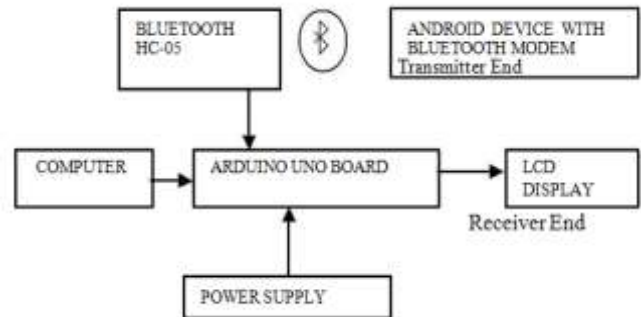 BLUETOOTH
HC-05
ANDROID DEVICE WITH
BLUETOOTH MODEM
Transmitter End
COMPUTER
ARDUINO UNO BOARD
LCD
DISPLAY
Receiver End
POWER SUPPLY